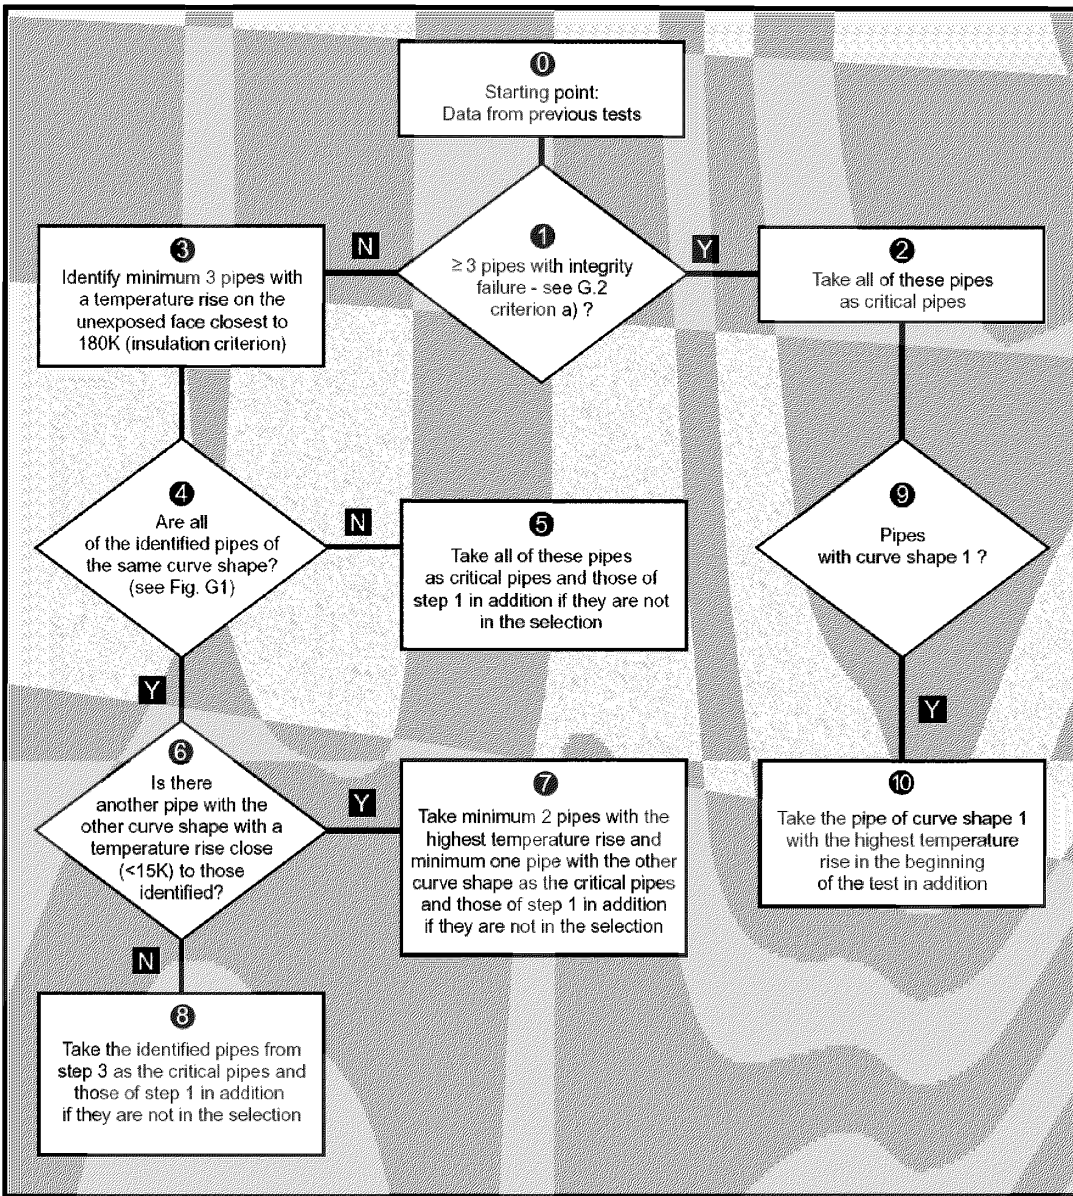 0
Starting point:
Data from previous tests
1
≥ 3 pipes with integrity
failure - see G.2
criterion a) ?
N
Y
3
Identify minimum 3 pipes with
a temperature rise on the
unexposed face closest to
180K (insulation criterion)
2
Take all of these pipes
as critical pipes
4
Are all
of the identified pipes of
the same curve shape?
(see Fig. G1)
N
5
Take all of these pipes
as critical pipes and those of
step 1 in addition if they are not
in the selection
9
Pipes
with curve shape 1 ?
Y
Y
6
Is there
another pipe with the
other curve shape with a
temperature rise close
(<15K) to those
identified?
Y
7
Take minimum 2 pipes with the
highest temperature rise and
minimum one pipe with the other
curve shape as the critical pipes
and those of step 1 in addition
if they are not in the selection
10
Take the pipe of curve shape 1
with the highest temperature
rise in the beginning
of the test in addition
N
8
Take the identified pipes from
step 3 as the critical pipes and
those of step 1 in addition
if they are not in the selection